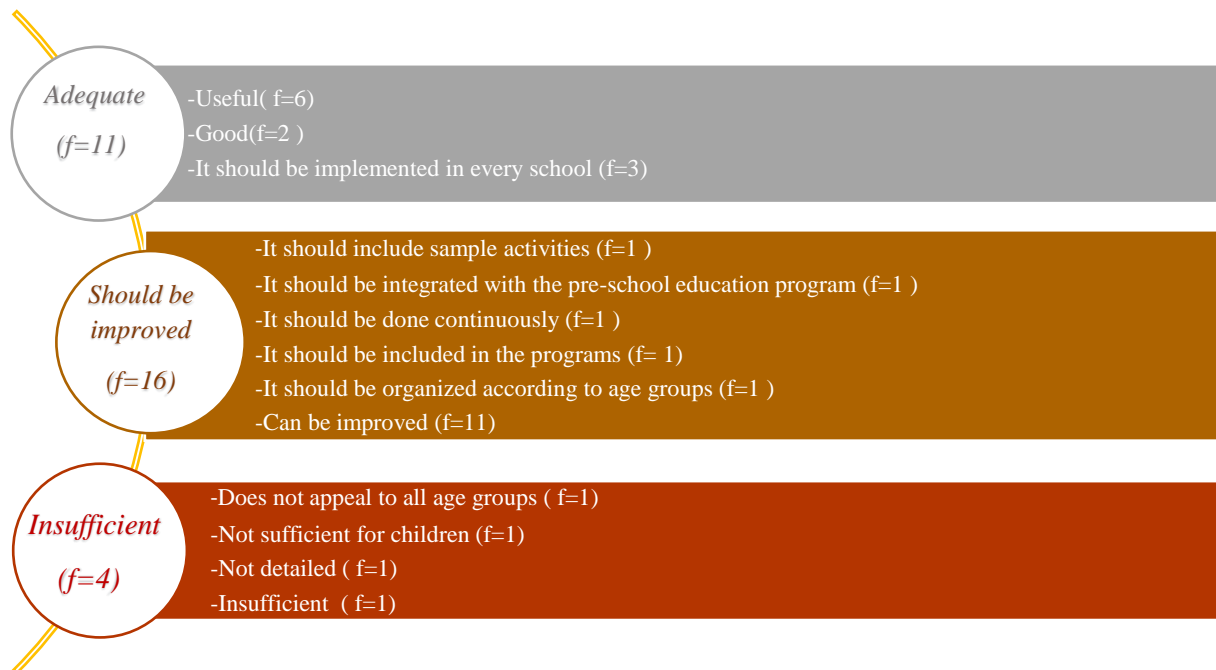 Adequate
(f=11)
-Useful( f=6)
-Good(f=2 )
-It should be implemented in every school (f=3)
Should be
improved
(f=16)
-It should include sample activities (f=1 )
-It should be integrated with the pre-school education program (f=1 )
-It should be done continuously (f=1 )
-It should be included in the programs (f= 1)
-It should be organized according to age groups (f=1 )
-Can be improved (f=11)
Insufficient
(f=4)
-Does not appeal to all age groups ( f=1)
-Not sufficient for children (f=1)
-Not detailed ( f=1)
-Insufficient  ( f=1)